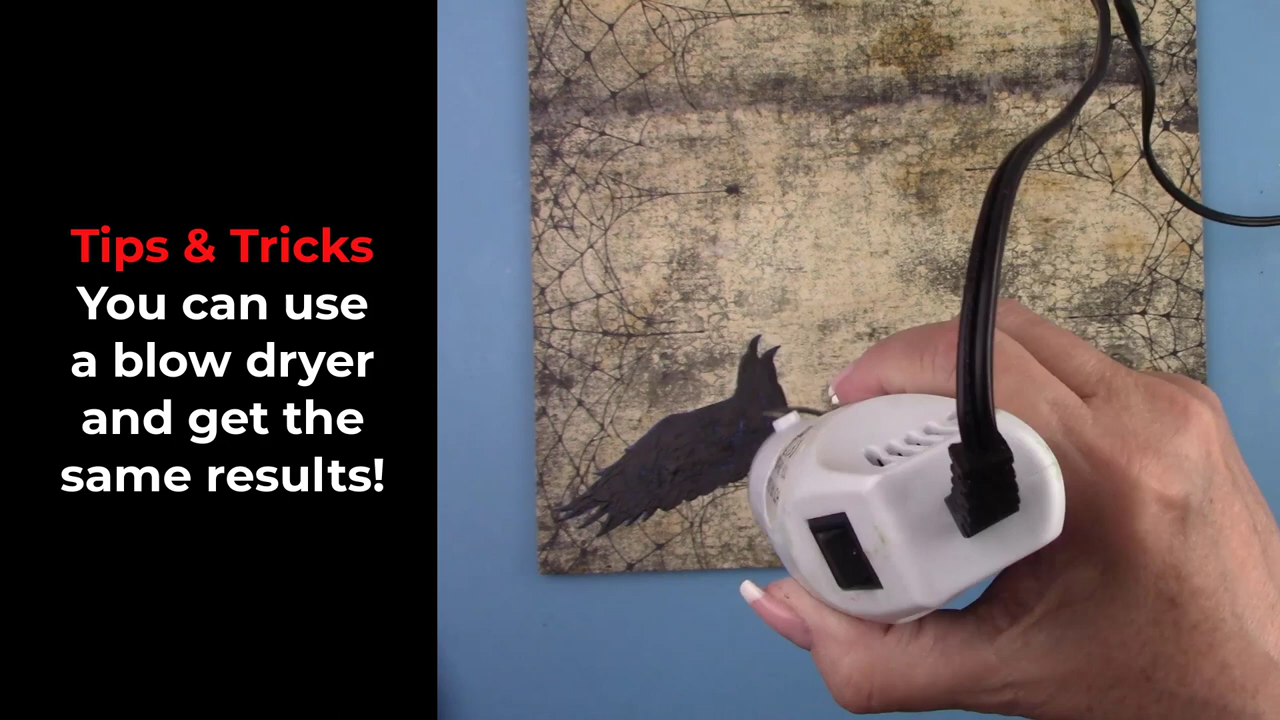 Tips & Tricks
You can use
a blow dryer
and get the
same results!